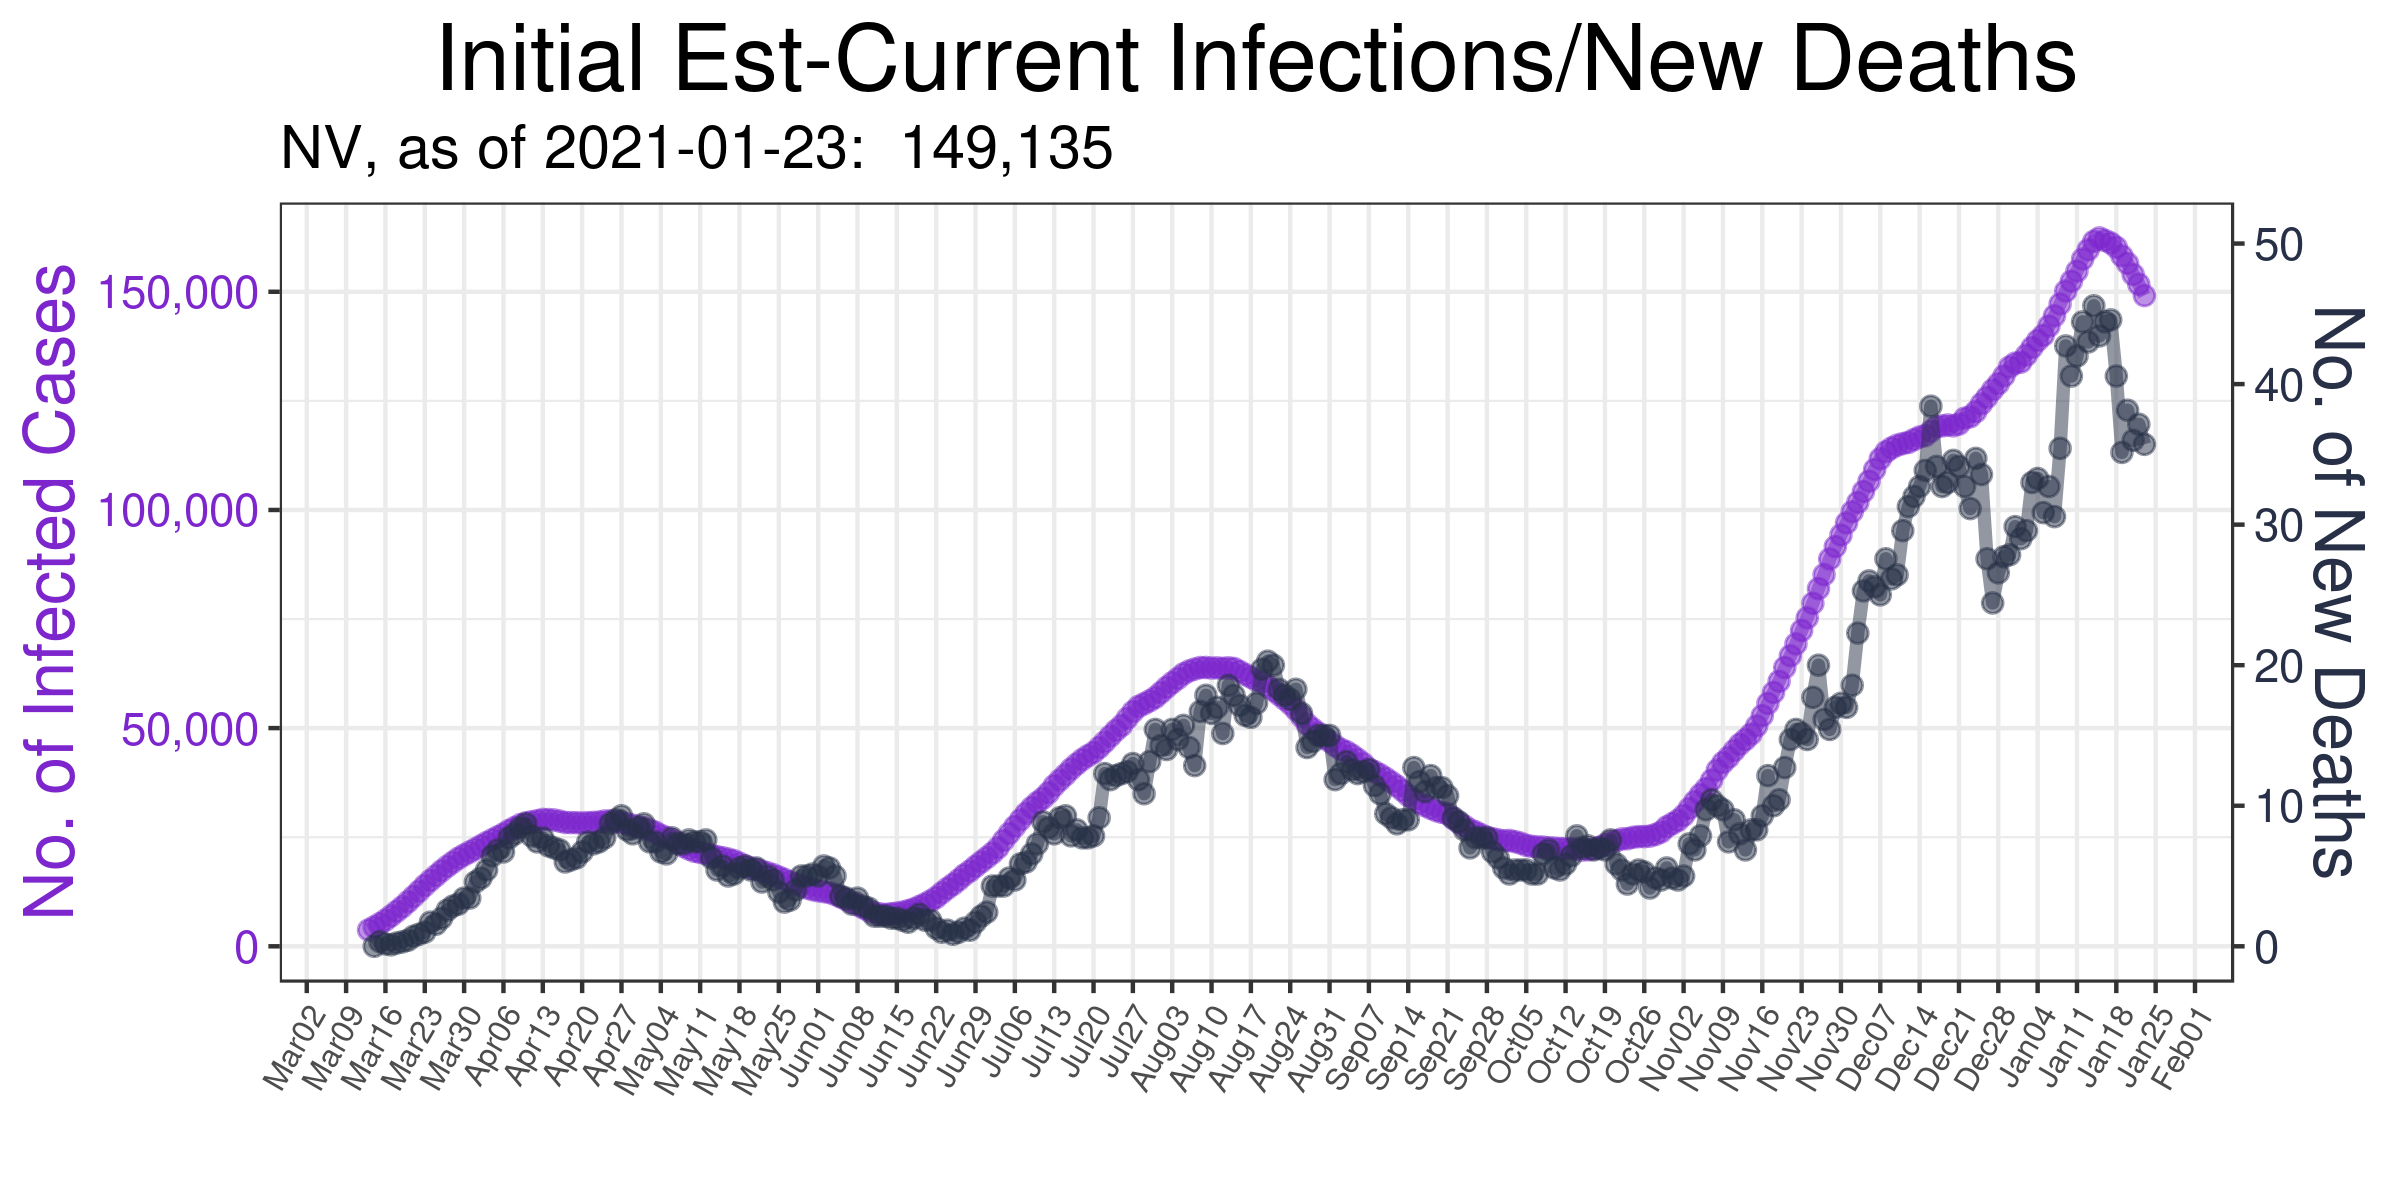 Initial Est-Current Infections/New Deaths
NV, as of 2021-01-23:  149,135
No. of Infected Cases
150,000
100,000
50,000
0
50
40
30
20
10
0
No. of New Deaths
Mar02
Mar09
Mar16
Mar23
Mar30
Apr06
Apr13
Apr20
Apr27
May04
May11
May18
May25
Jun01
Jun08
Jun15
Jun22
Jun29
Jul06
Jul13
Jul20
Jul27
Aug03
Aug10
Aug17
Aug24
Aug31
Sep07
Sep14
Sep21
Sep28
Oct05
Oct12
Oct19
Oct26
Nov02
Nov09
Nov16
Nov23
Nov30
Dec07
Dec14
Dec21
Dec28
Jan04
Jan11
Jan18
Jan25
Feb01